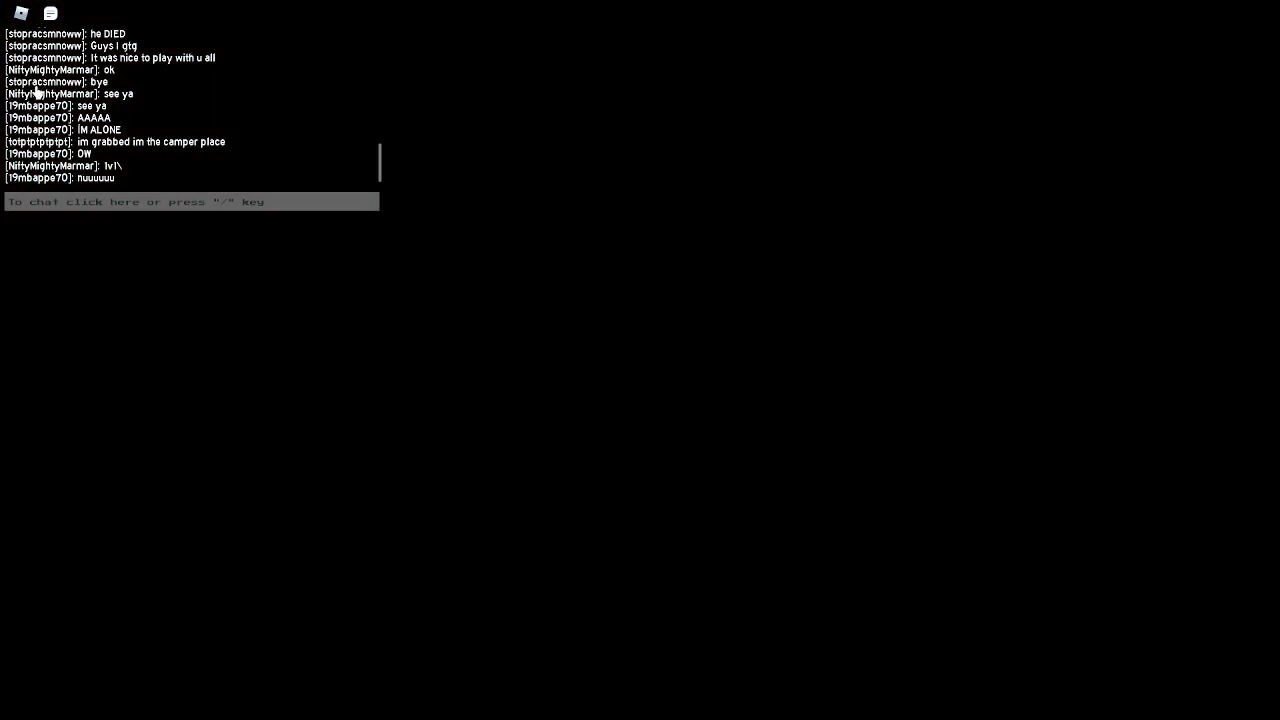 [stopracsmnoww]: he DIED
[stopracsmnoww]: Guys I gtg
[stopracsmnoww]: It was nice to play with u all
[NiftyMightyMarmar]: ok
[stopracsmnoww]: bye
[NiftyMightyMarmar]: see ya
[19mbappe70]: see ya
[19mbappe70]: AAAAA
[19mbappe70]: ÍM ALONE
[totptptptptpt]: im grabbed im the camper place
[19mbappe70]: OW
[NiftyMightyMarmar]: 1v1\
[19mbappe70]: nuuuuuu
To chat click here or press "/" key